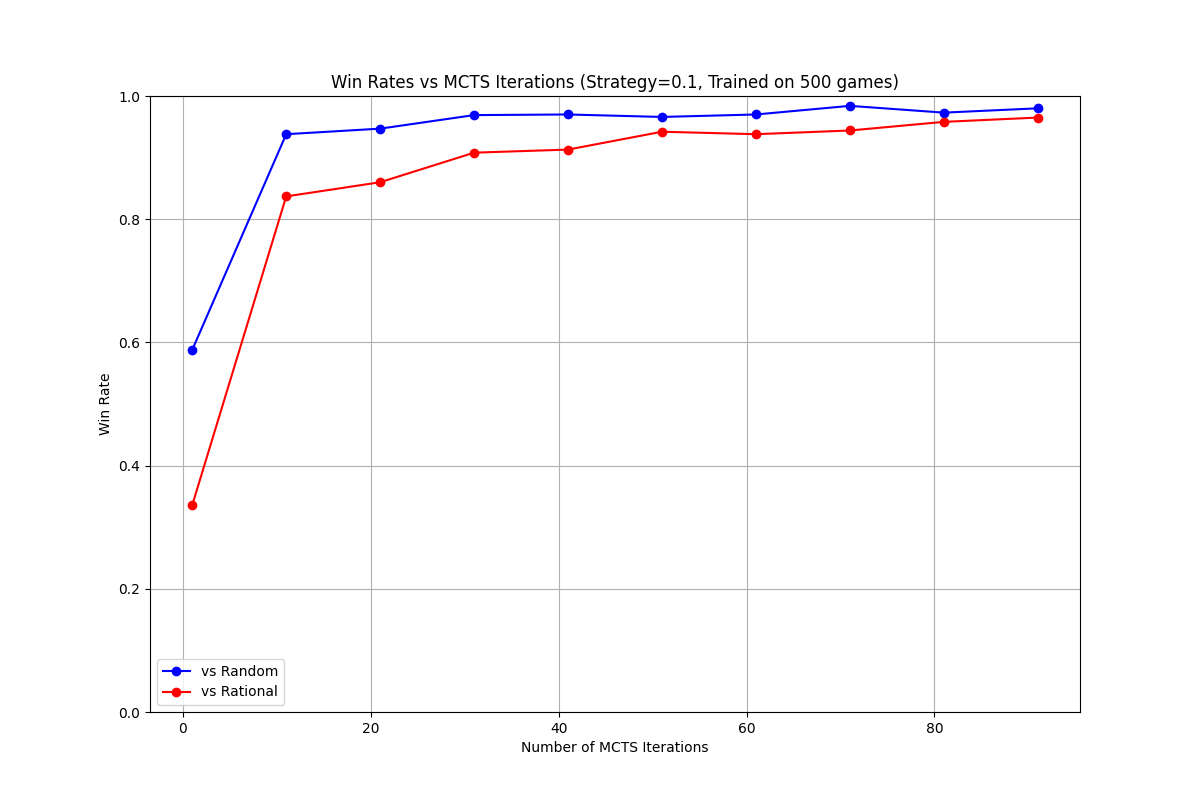 Win Rates vs MCTS Iterations (Strategy=0.1, Trained on 500 games)
1.0
0.8
0.6
0.4
0.2
0.0
Win Rate
vs Random
vs Rational
0 20 40 60 80
Number of MCTS Iterations